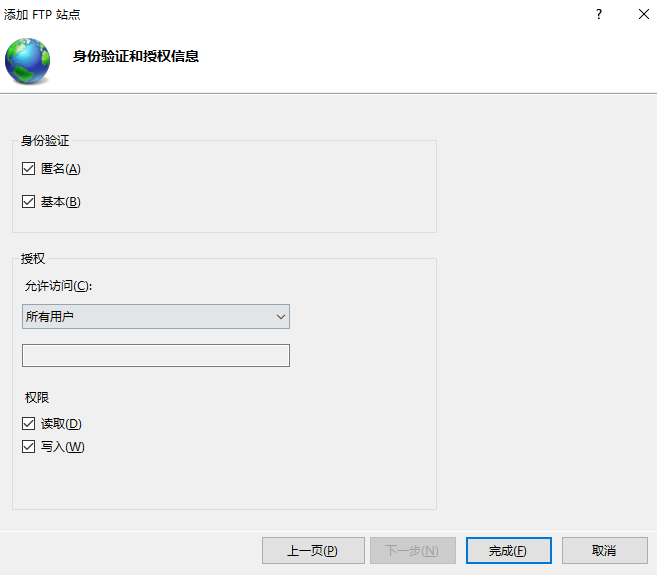 添加 FTP 站点
?
身份验证和授权信息
身份验证
匿名(A)
基本(B)
授权
允许访问(C):
所有用户
权限
读取(D)
写入(W)
上一页(P) 下一步(N) 完成(F) 取消